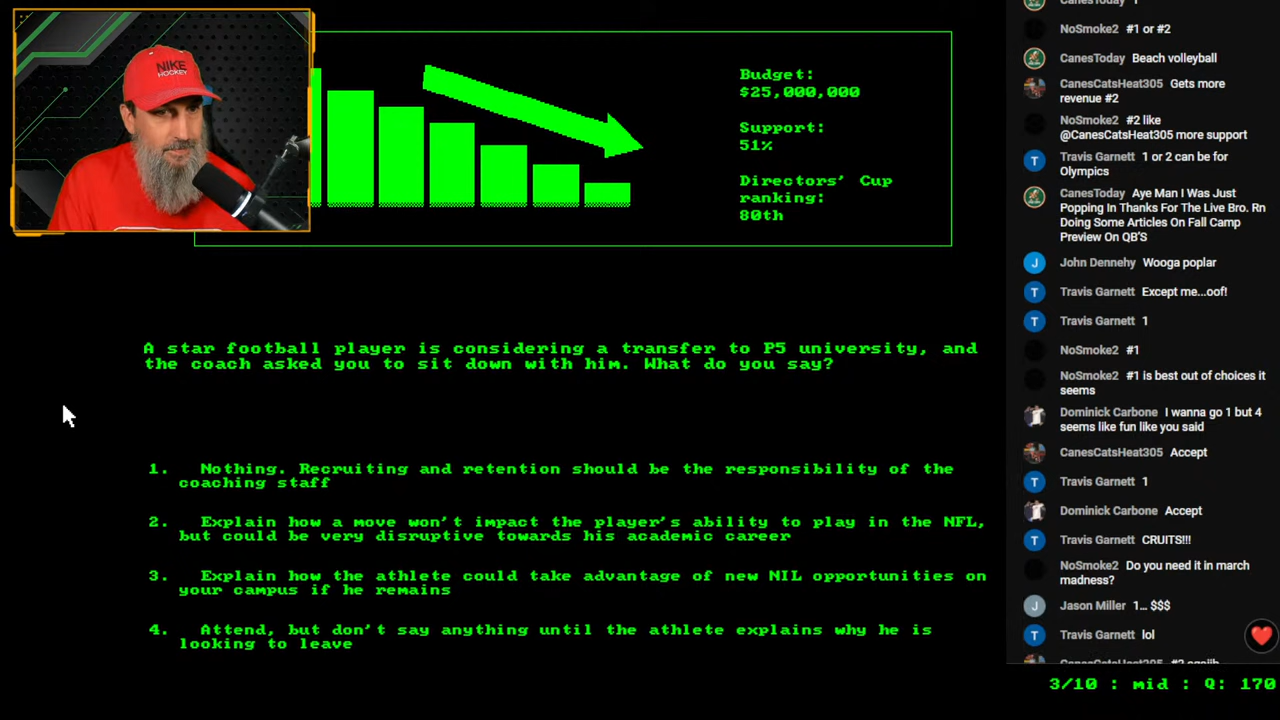 NIKE
HOCKEY
Budget:
$25,000,000
Support:
51%
Directors' Cup
ranking:
80th
A star football player is considering a transfer to P5 university, and
the coach asked you to sit down with him. What do you say?
1. Nothing. Recruiting and retention should be the responsibility of the
coaching staff
2. Explain how a move won't impact the player's ability to play in the NFL,
but could be very disruptive towards his academic career
3. Explain how the athlete could take advantage of new NIL opportunities on
your campus if he remains
4. Attend, but don't say anything until the athlete explains why he is
looking to leave
3/10 : mid : Q: 170
CanesToday 1
NoSmoke2 #1 or #2
CanesToday Beach volleyball
CanesCatsHeat305 Gets more
revenue #2
NoSmoke2 #2 like
@CanesCatsHeat305 more support
Travis Garnett 1 or 2 can be for
Olympics
CanesToday Aye Man I Was Just
Popping In Thanks For The Live Bro. Rn
Doing Some Articles On Fall Camp
Preview On QB'S
J John Dennehy Wooga poplar
T Travis Garnett Except me...oof!
T Travis Garnett 1
NoSmoke2 #1
NoSmoke2 #1 is best out of choices it
seems
Dominick Carbone I wanna go 1 but 4
seems like fun like you said
CanesCatsHeat305 Accept
T Travis Garnett 1
Dominick Carbone Accept
T Travis Garnett CRUITS!!!
NoSmoke2 Do you need it in march
madness?
J Jason Miller 1... $$$
T Travis Garnett lol